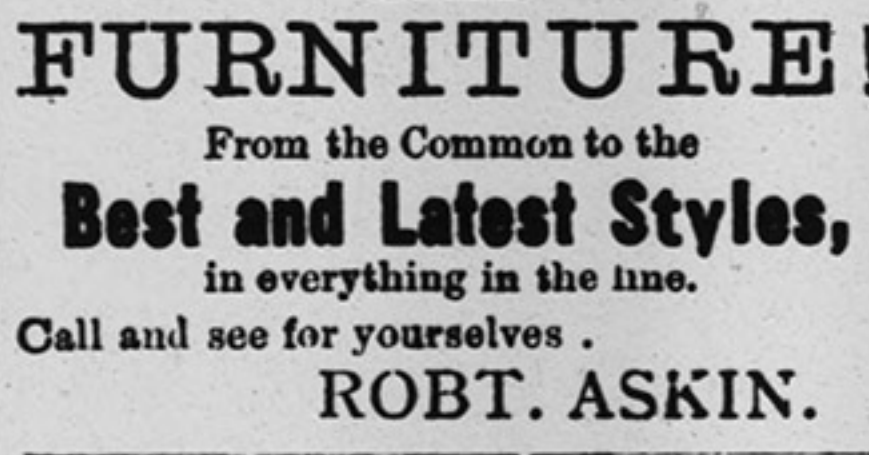 FURNITURE!
From the Common to the
Best and Latest Styles,
in everything in the line.
Call and see for yourselves .
ROBT. ASKIN.